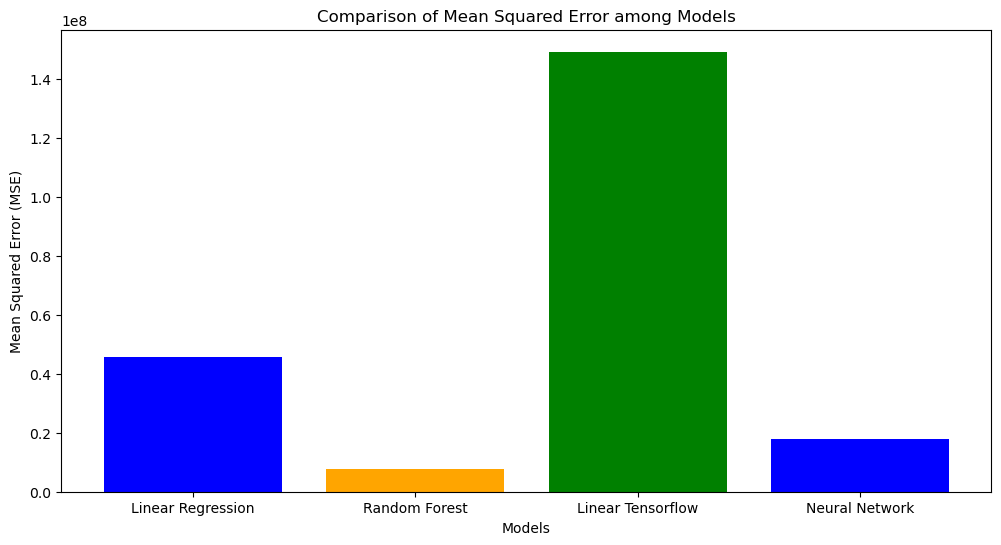 Comparison of Mean Squared Error among Models
1e8
Mean Squared Error (MSE)
1.4
1.2
1.0
0.8
0.6
0.4
0.2
0.0
Linear Regression
Random Forest
Linear Tensorflow
Neural Network
Models